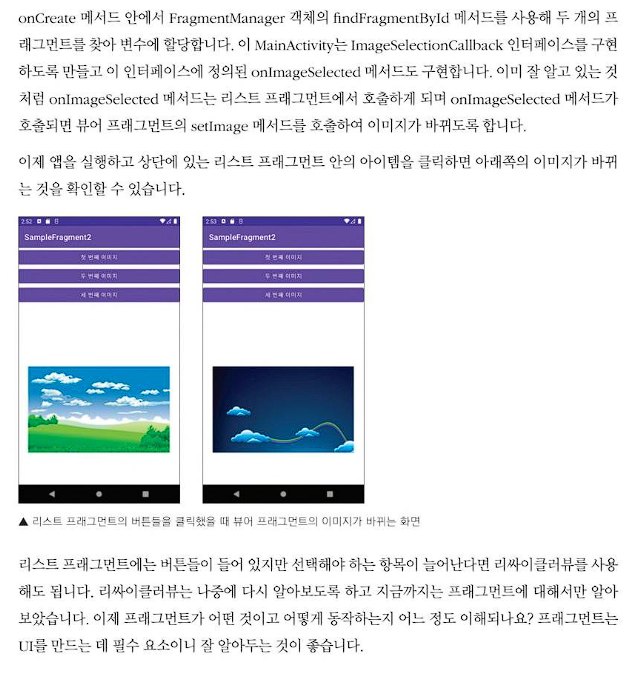 onCreate 메서드 안에서 FragmentManager 객체의 findFragmentById 메서드를 사용해 두 개의 프
래그먼트를 찾아 변수에 할당합니다. 이 MainActivity는 ImageSelectionCallback 인터페이스를 구현
하도록 만들고 이 인터페이스에 정의된 onImageSelected 메서드도 구현합니다. 이미 잘 알고 있는 것
처럼 onImageSelected 메서드는 리스트 프래그먼트에서 호출하게 되며 onImageSelected 메서드가
호출되면 뷰어 프래그먼트의 setImage 메서드를 호출하여 이미지가 바뀌도록 합니다.
이제 앱을 실행하고 상단에 있는 리스트 프래그먼트 안의 아이템을 클릭하면 아래쪽의 이미지가 바뀌
는 것을 확인할 수 있습니다.
2:52
SampleFragment2
첫 번째 이미지
두 번째 이미지
세 번째 이미지
2:53
SampleFragment2
첫 번째 이미지
두 번째 이미지
세 번째 이미지
▲ 리스트 프래그먼트의 버튼들을 클릭했을 때 뷰어 프래그먼트의 이미지가 바뀌는 화면
리스트 프래그먼트에는 버튼들이 들어 있지만 선택해야 하는 항목이 늘어난다면 리싸이클러뷰를 사용
해도 됩니다. 리싸이클러뷰는 나중에 다시 알아보도록 하고 지금까지는 프래그먼트에 대해서만 알아
보았습니다. 이제 프래그먼트가 어떤 것이고 어떻게 동작하는지 어느 정도 이해되나요? 프래그먼트는
UI를 만드는 데 필수 요소이니 잘 알아두는 것이 좋습니다.